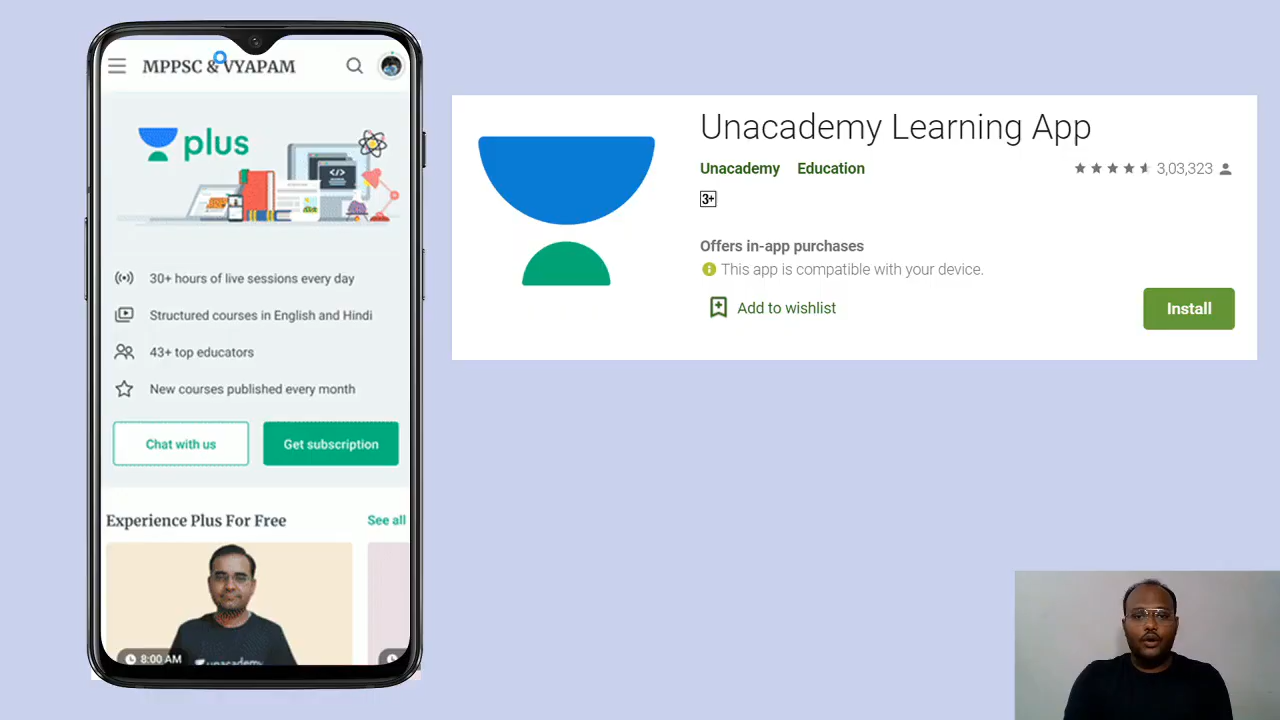 MPPSC & VYAPAM
plus
30+ hours of live sessions every day
Structured courses in English and Hindi
43+ top educators
New courses published every month
Chat with us
Get subscription
Experience Plus For Free
See all
unacademy
8:00 AM
Unacademy Learning App
Unacademy Education
3,03,323
3+
Offers in-app purchases
This app is compatible with your device.
Add to wishlist
Install